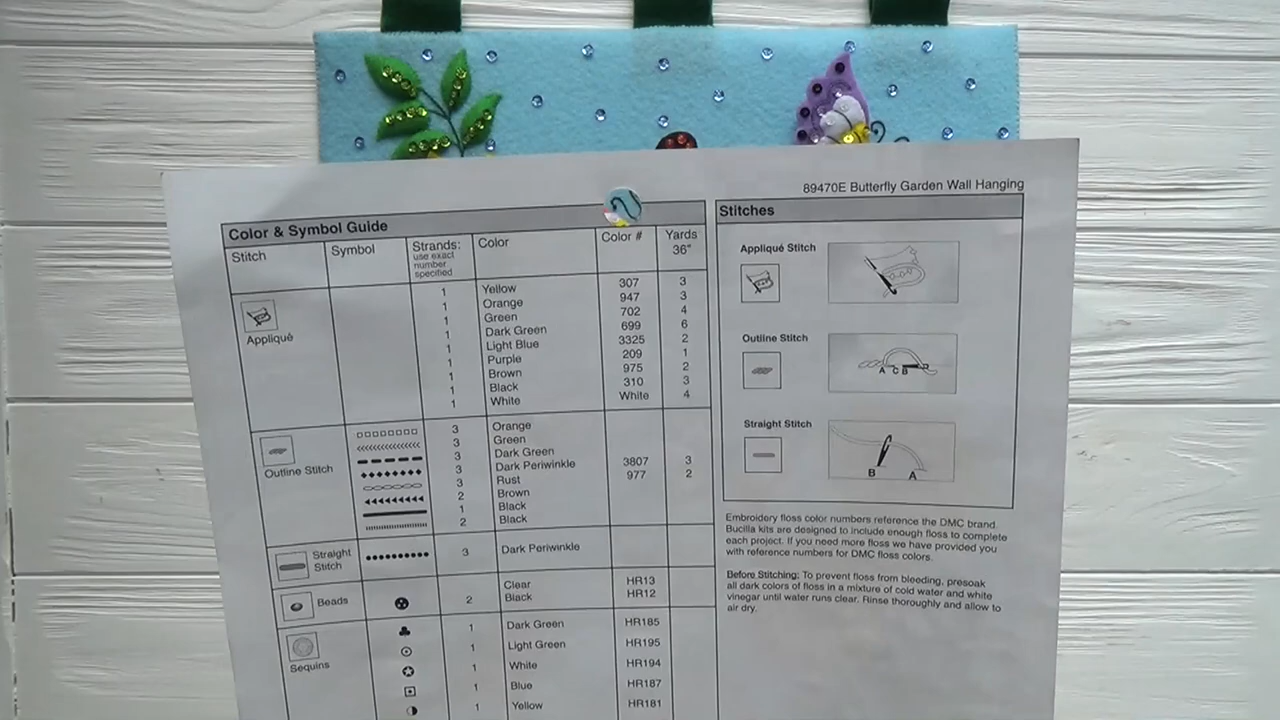 89470E Butterfly Garden Wall Hanging
Color & Symbol Guide
Stitch Symbol Strands: use exact number specified Color Color # Yards 36"
Appliqué
1 Yellow 307 3
1 Orange 947 3
1 Green 702 4
1 Dark Green 699 6
1 Light Blue 3325 2
1 Purple 209 1
1 Brown 975 2
1 Black 310 3
1 White White 4
Outline Stitch
3 Orange
3 Green
3 Dark Green
3 Dark Periwinkle 3807 3
3 Rust 977 2
2 Brown
1 Black
2 Black
Straight Stitch 3 Dark Periwinkle
Beads
Clear HR13
2 Black HR12
Sequins
1 Dark Green HR185
1 Light Green HR195
1 White HR194
1 Blue HR187
1 Yellow HR181
Stitches
Appliqué Stitch
Outline Stitch
A C B D
Straight Stitch
B A
Embroidery floss color numbers reference the DMC brand.
Bucilla kits are designed to include enough floss to complete
each project. If you need more floss we have provided you
with reference numbers for DMC floss colors.
Before Stitching: To prevent floss from bleeding, presoak
all dark colors of floss in a mixture of cold water and white
vinegar until water runs clear. Rinse thoroughly and allow to
air dry.